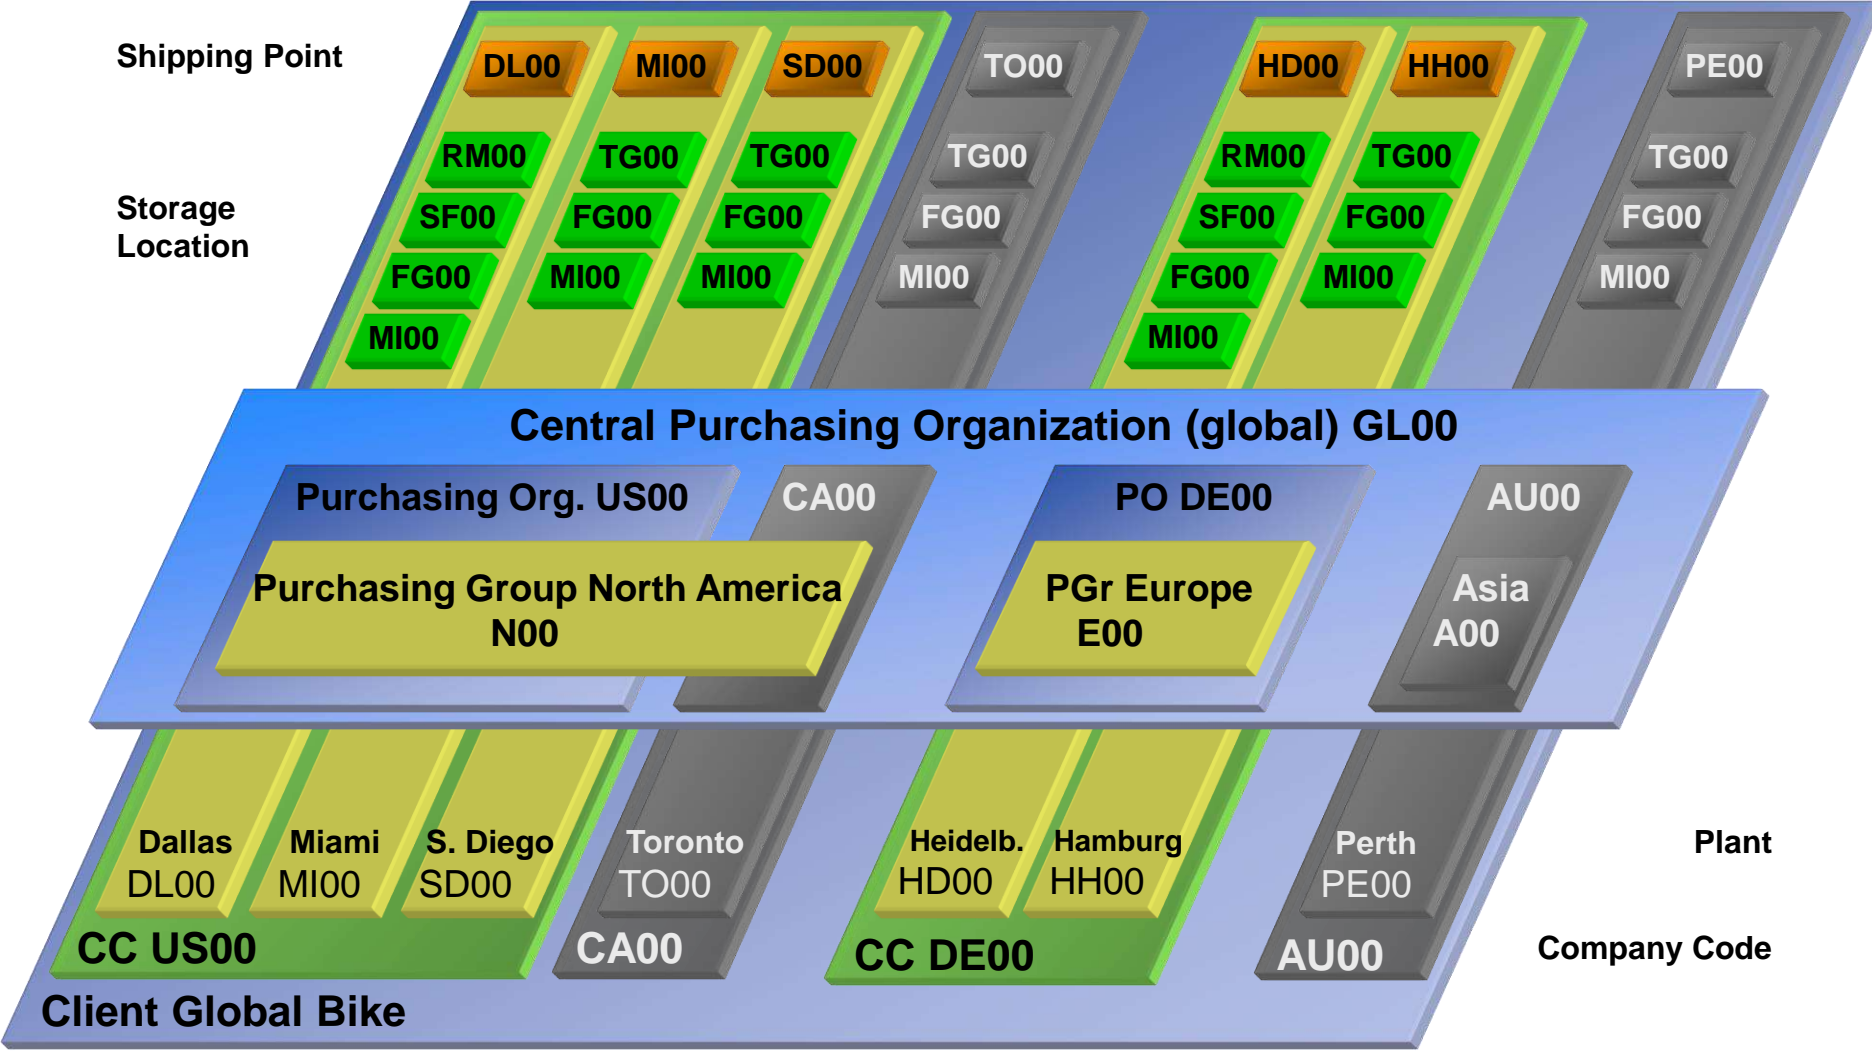 Shipping Point
DL00 MI00 SD00 TO00 HD00 HH00 PE00
RM00 TG00 TG00 TG00 RM00 TG00 TG00
Storage
Location
SF00 FG00 FG00 FG00 SF00 FG00 FG00
FG00 MI00 MI00 MI00 FG00 MI00 MI00
MI00 MI00
Central Purchasing Organization (global) GL00
Purchasing Org. US00 CA00 PO DE00 AU00
Purchasing Group North America
N00
PGr Europe
E00
Asia
A00
Dallas
DL00
Miami
MI00
S. Diego
SD00
Toronto
TO00
Heidelb.
HD00
Hamburg
HH00
Perth
PE00
Plant
CC US00 CA00 CC DE00 AU00 Company Code
Client Global Bike